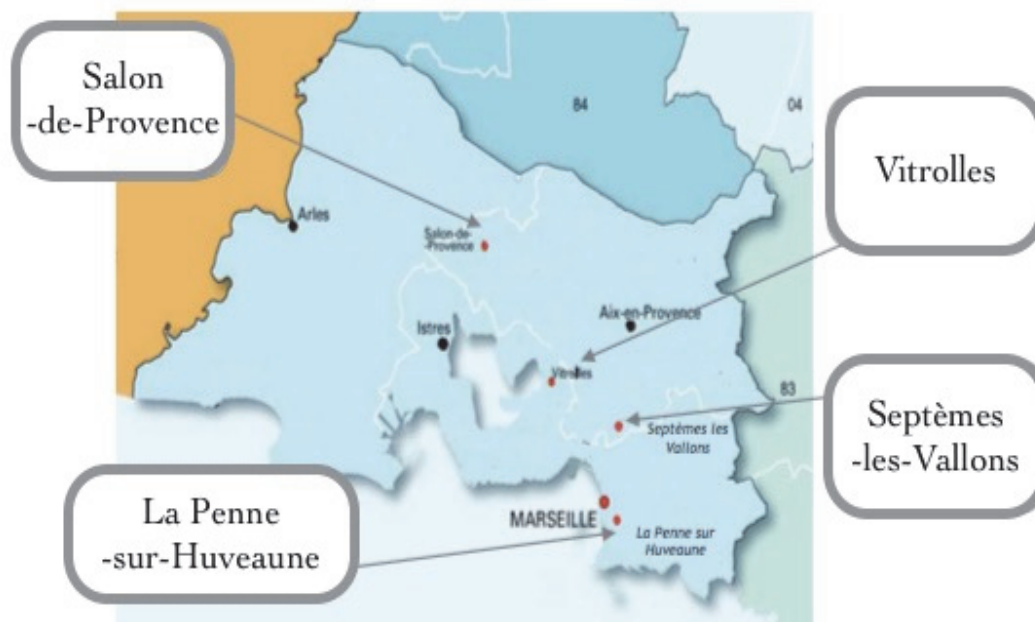 Salon
-de-Provence
84
04
Vitrolles
Arles
Salon-de-
-Provence
Aix-en-Provence
Istres
Vitrolles
83
Septèmes les
Vallons
Septèmes
-les-Vallons
La Penne
-sur-Huveaune
MARSEILLE
La Penne sur
Huveaune